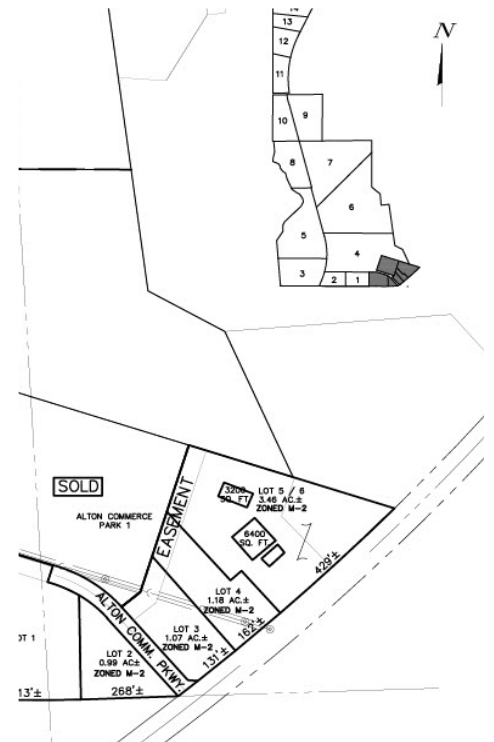 14
13
12
11
10
9
8
7
6
5
4
3
2
1
N
SOLD
ALTON COMMERCE
PARK 1
EASEMENT
3200
SQ. FT.
LOT 5 / 6
3.46 AC.±
ZONED M-2
6400
SQ. FT.
429'±
LOT 4
1.18 AC.±
ZONED M-2
162'±
LOT 3
1.07 AC.±
ZONED M-2
131'±
ALTON COMM. PKWY.
LOT 2
0.99 AC±
ZONED M-2
268'±
OT 1
13'±